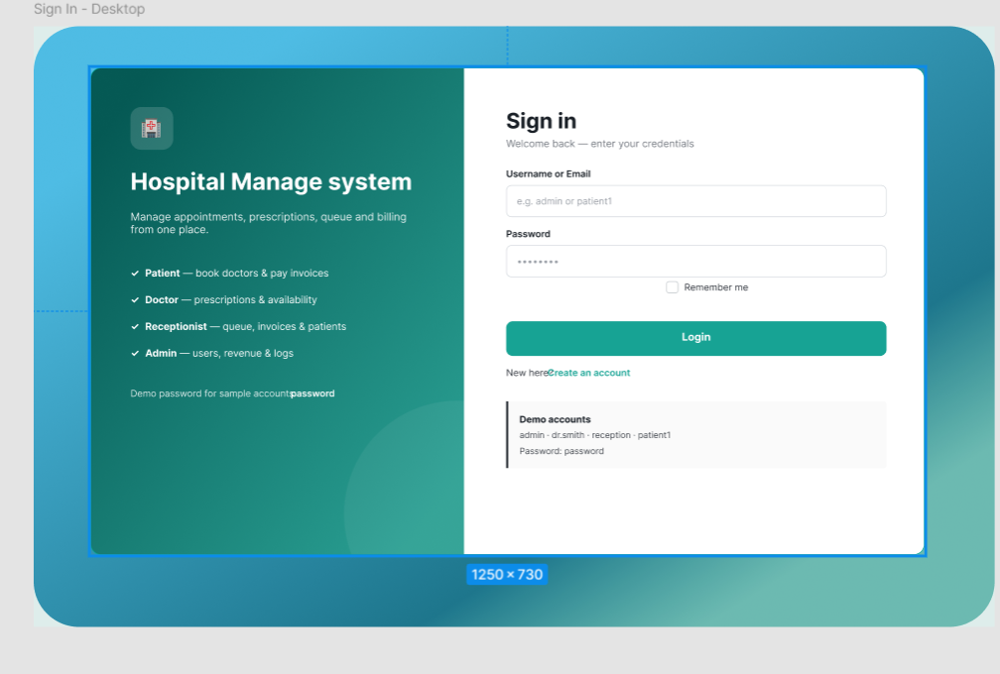 Sign In - Desktop
Hospital Manage system
Manage appointments, prescriptions, queue and billing
from one place.
✓ Patient — book doctors & pay invoices
✓ Doctor — prescriptions & availability
✓ Receptionist — queue, invoices & patients
✓ Admin — users, revenue & logs
Demo password for sample accounts password
Sign in
Welcome back — enter your credentials
Username or Email
e.g. admin or patient1
Password
••••••••
Remember me
Login
New here? Create an account
Demo accounts
admin · dr.smith · reception · patient1
Password: password
1250 × 730